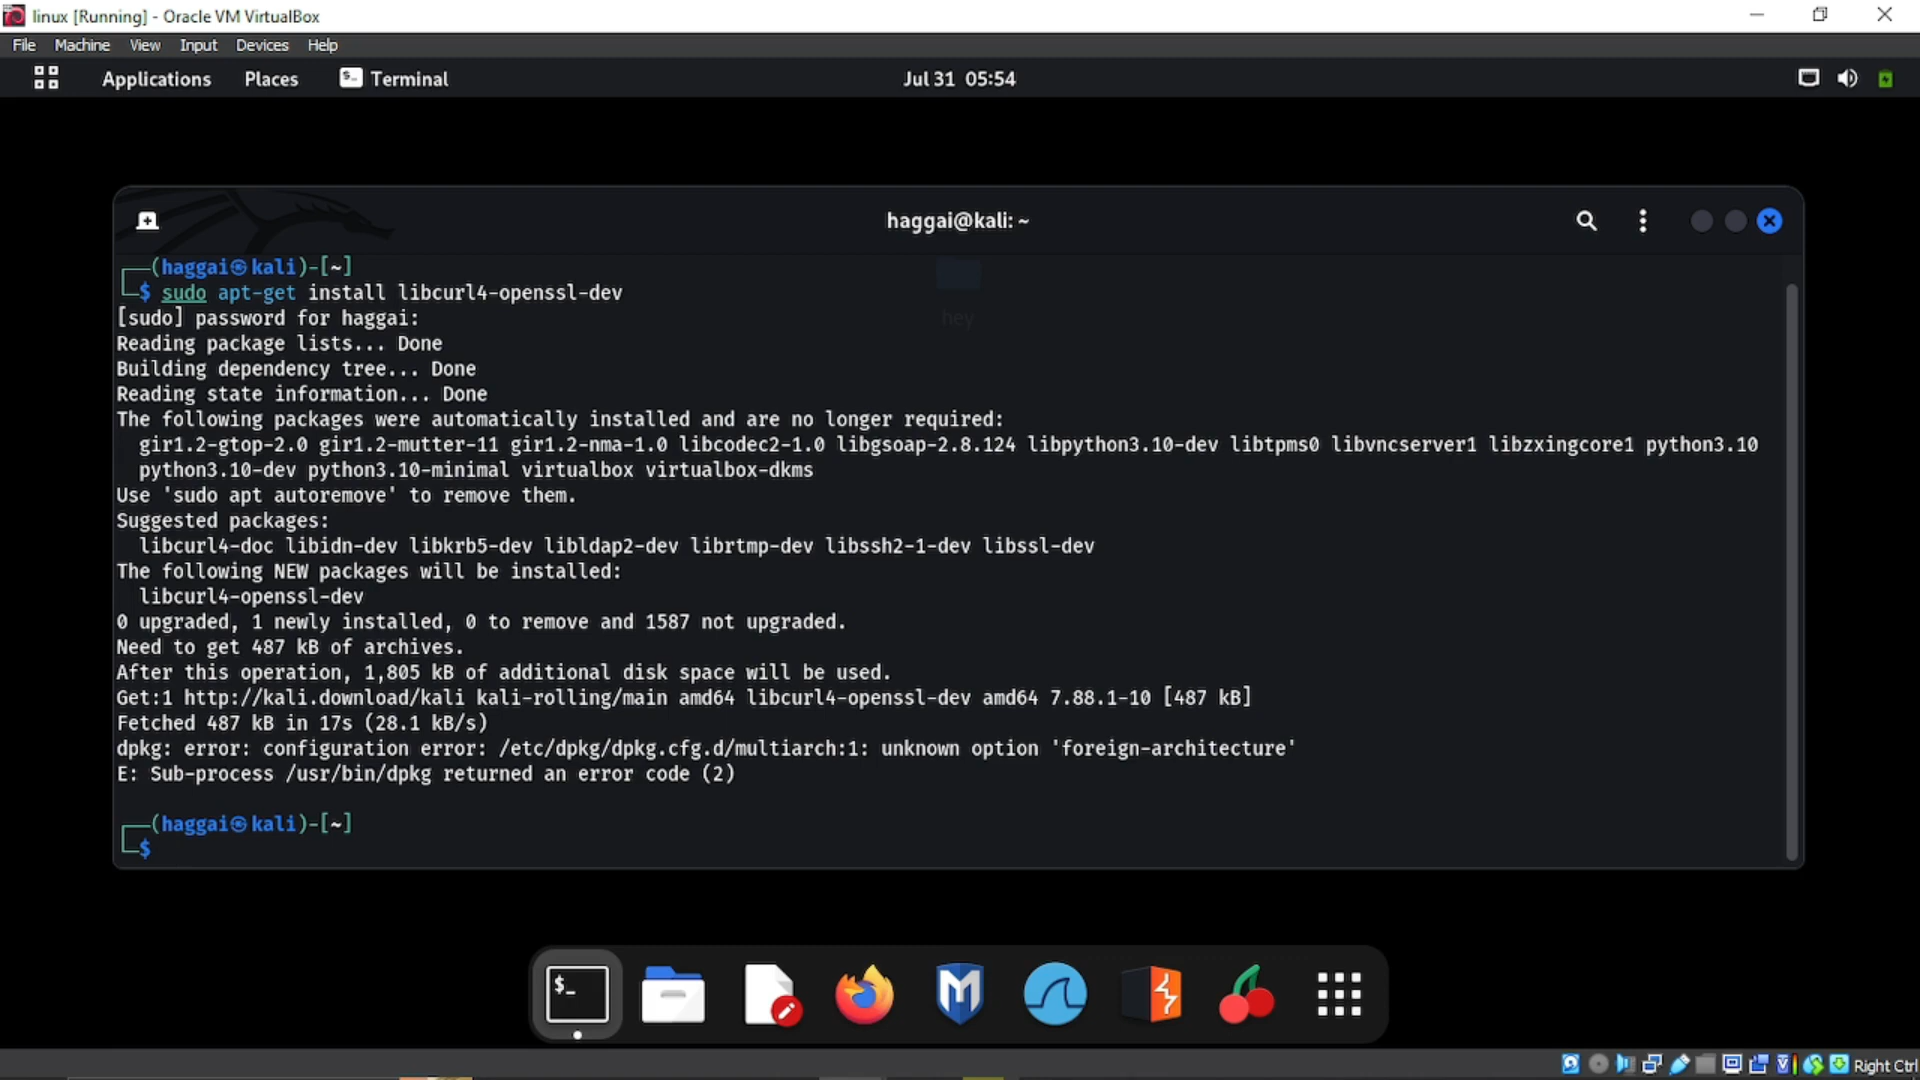 linux [Running] - Oracle VM VirtualBox
File Machine View Input Devices Help
Applications Places Terminal Jul 31 05:54
haggai@kali: ~
hey
(haggai㉿kali)-[~]
$ sudo apt-get install libcurl4-openssl-dev
[sudo] password for haggai:
Reading package lists... Done
Building dependency tree... Done
Reading state information... Done
The following packages were automatically installed and are no longer required:
gir1.2-gtop-2.0 gir1.2-mutter-11 gir1.2-nma-1.0 libcodec2-1.0 libgsoap-2.8.124 libpython3.10-dev libtpms0 libvncserver1 libzxingcore1 python3.10
python3.10-dev python3.10-minimal virtualbox virtualbox-dkms
Use 'sudo apt autoremove' to remove them.
Suggested packages:
libcurl4-doc libidn-dev libkrb5-dev libldap2-dev librtmp-dev libssh2-1-dev libssl-dev
The following NEW packages will be installed:
libcurl4-openssl-dev
0 upgraded, 1 newly installed, 0 to remove and 1587 not upgraded.
Need to get 487 kB of archives.
After this operation, 1,805 kB of additional disk space will be used.
Get:1 http://kali.download/kali kali-rolling/main amd64 libcurl4-openssl-dev amd64 7.88.1-10 [487 kB]
Fetched 487 kB in 17s (28.1 kB/s)
dpkg: error: configuration error: /etc/dpkg/dpkg.cfg.d/multiarch:1: unknown option 'foreign-architecture'
E: Sub-process /usr/bin/dpkg returned an error code (2)
(haggai㉿kali)-[~]
$
$_
Right Ctrl